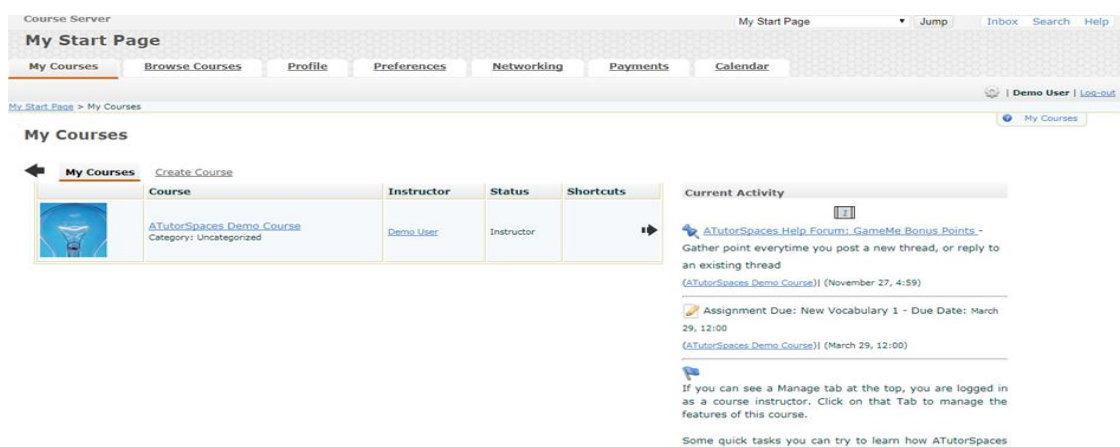 Course Server
My Start Page Jump Inbox Search Help
My Start Page
My Courses Browse Courses Profile Preferences Networking Payments Calendar
| Demo User | Log-out
My Start Page > My Courses
My Courses
My Courses
My Courses Create Course
Course Instructor Status Shortcuts
ATutorSpaces Demo Course
Category: Uncategorized
Demo User
Instructor
Current Activity
1
ATutorSpaces Help Forum: GameMe Bonus Points -
Gather point everytime you post a new thread, or reply to
an existing thread
(ATutorSpaces Demo Course)| (November 27, 4:59)
Assignment Due: New Vocabulary 1 - Due Date: March
29, 12:00
(ATutorSpaces Demo Course)| (March 29, 12:00)
If you can see a Manage tab at the top, you are logged in
as a course instructor. Click on that Tab to manage the
features of this course.
Some quick tasks you can try to learn how ATutorSpaces